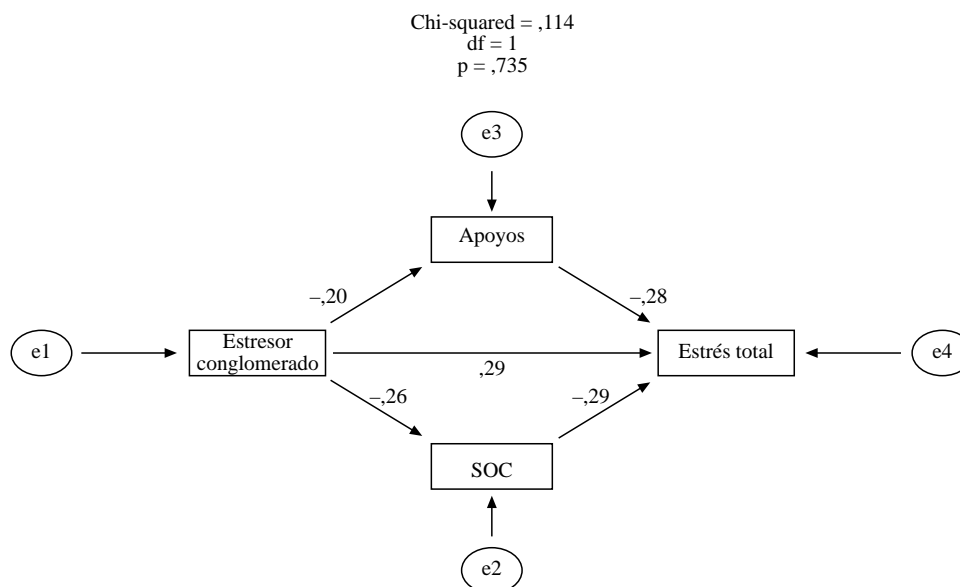 Chi-squared = ,114
df = 1
p = ,735
e3
Apoyos
–,20
–,28
e1
Estresor
conglomerado
,29
Estrés total
e4
–,26
–,29
SOC
e2